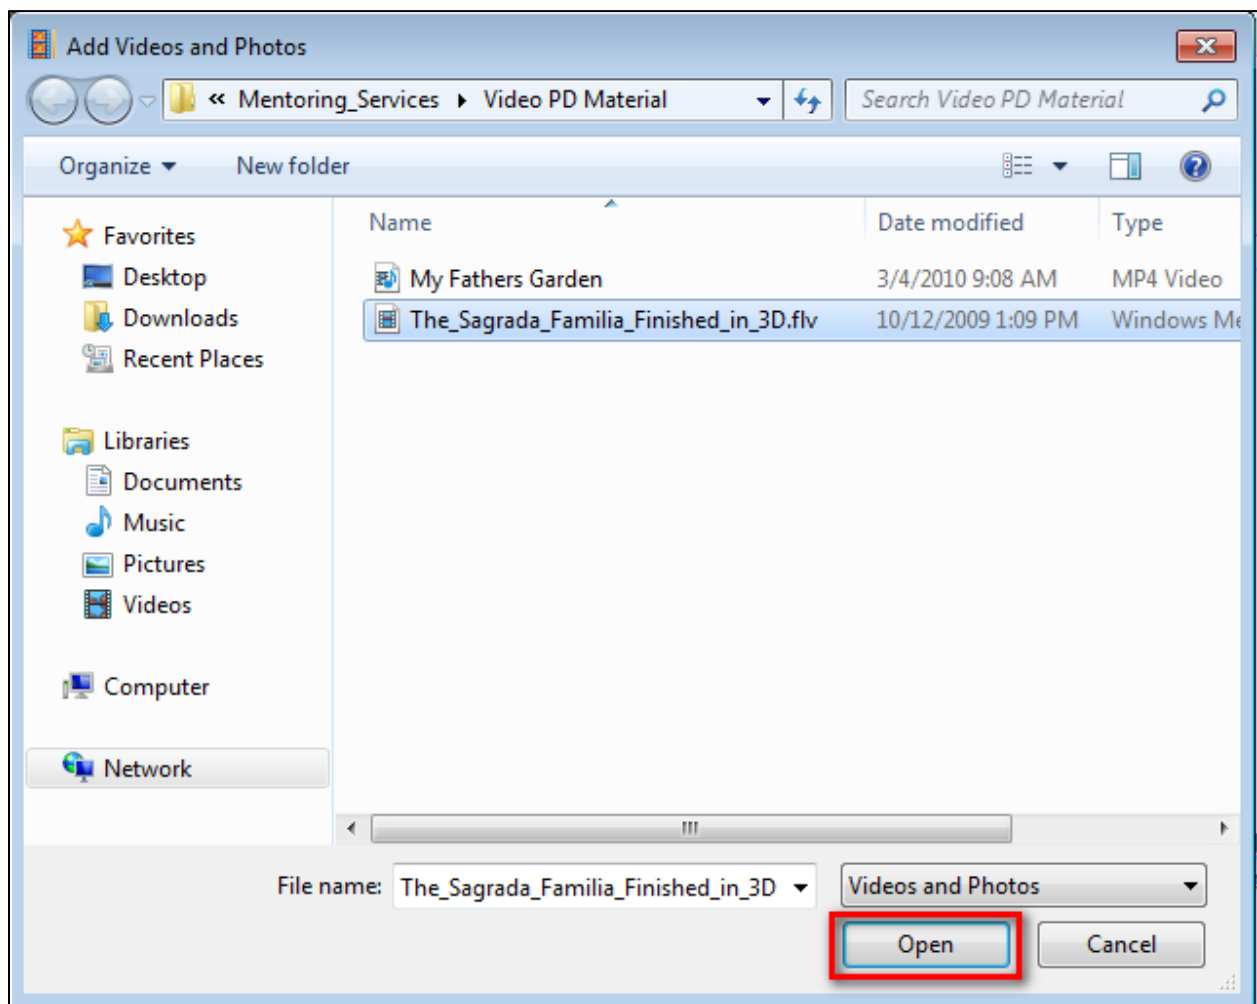 Add Videos and Photos
« Mentoring_Services ▸ Video PD Material
Search Video PD Material
Organize
New folder
Name
Date modified
Type
My Fathers Garden
3/4/2010 9:08 AM
MP4 Video
The_Sagrada_Familia_Finished_in_3D.flv
10/12/2009 1:09 PM
Windows Me
Favorites
Desktop
Downloads
Recent Places
Libraries
Documents
Music
Pictures
Videos
Computer
Network
File name:
The_Sagrada_Familia_Finished_in_3D
Videos and Photos
Open
Cancel